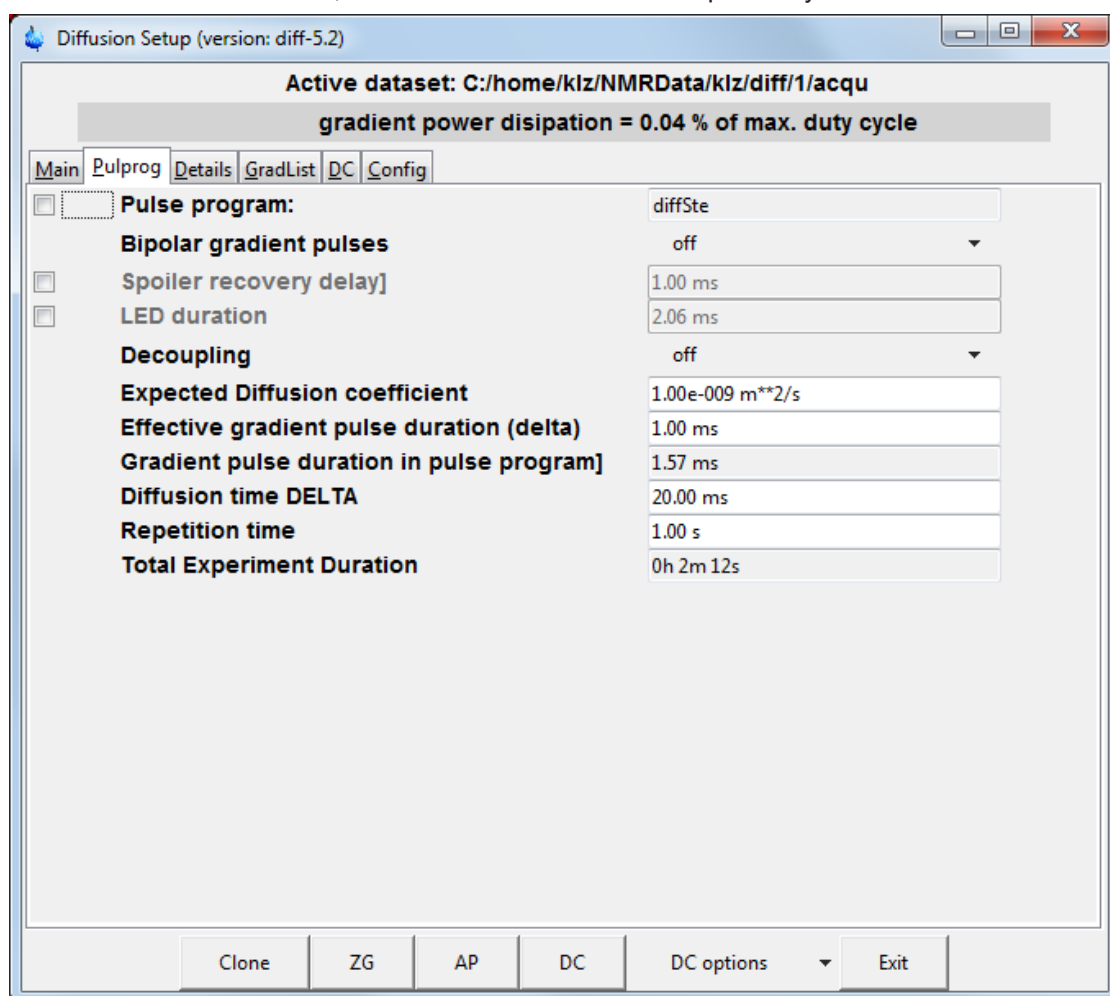 Diffusion Setup (version: diff-5.2)
Active dataset: C:/home/klz/NMRData/klz/diff/1/acqu
gradient power disipation = 0.04 % of max. duty cycle
Main Pulprog Details GradList DC Config
Pulse program: diffSte
Bipolar gradient pulses off
Spoiler recovery delay] 1.00 ms
LED duration 2.06 ms
Decoupling off
Expected Diffusion coefficient 1.00e-009 m**2/s
Effective gradient pulse duration (delta) 1.00 ms
Gradient pulse duration in pulse program] 1.57 ms
Diffusion time DELTA 20.00 ms
Repetition time 1.00 s
Total Experiment Duration 0h 2m 12s
Clone ZG AP DC DC options Exit